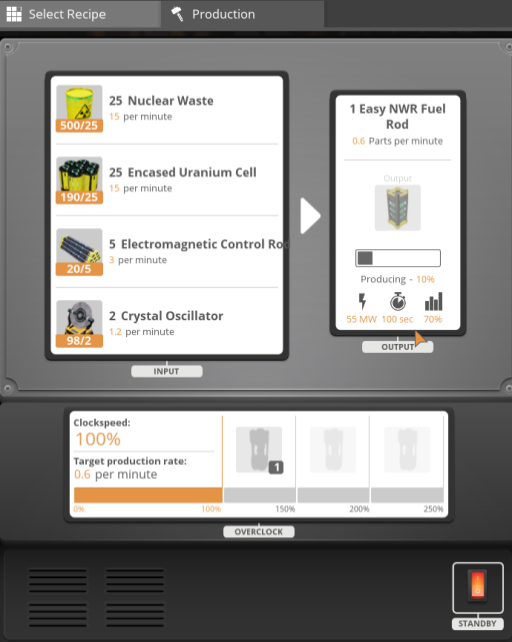 Select Recipe
Production
25 Nuclear Waste
15 per minute
500/25
25 Encased Uranium Cell
15 per minute
190/25
5 Electromagnetic Control Ro
3 per minute
20/5
2 Crystal Oscillator
1.2 per minute
98/2
INPUT
1 Easy NWR Fuel
Rod
0.6 Parts per minute
Output
Producing - 10%
55 MW 100 sec 70%
OUTPUT
Clockspeed:
100%
Target production rate:
0.6 per minute
1
0% 100% 150% 200% 250%
OVERCLOCK
STANDBY